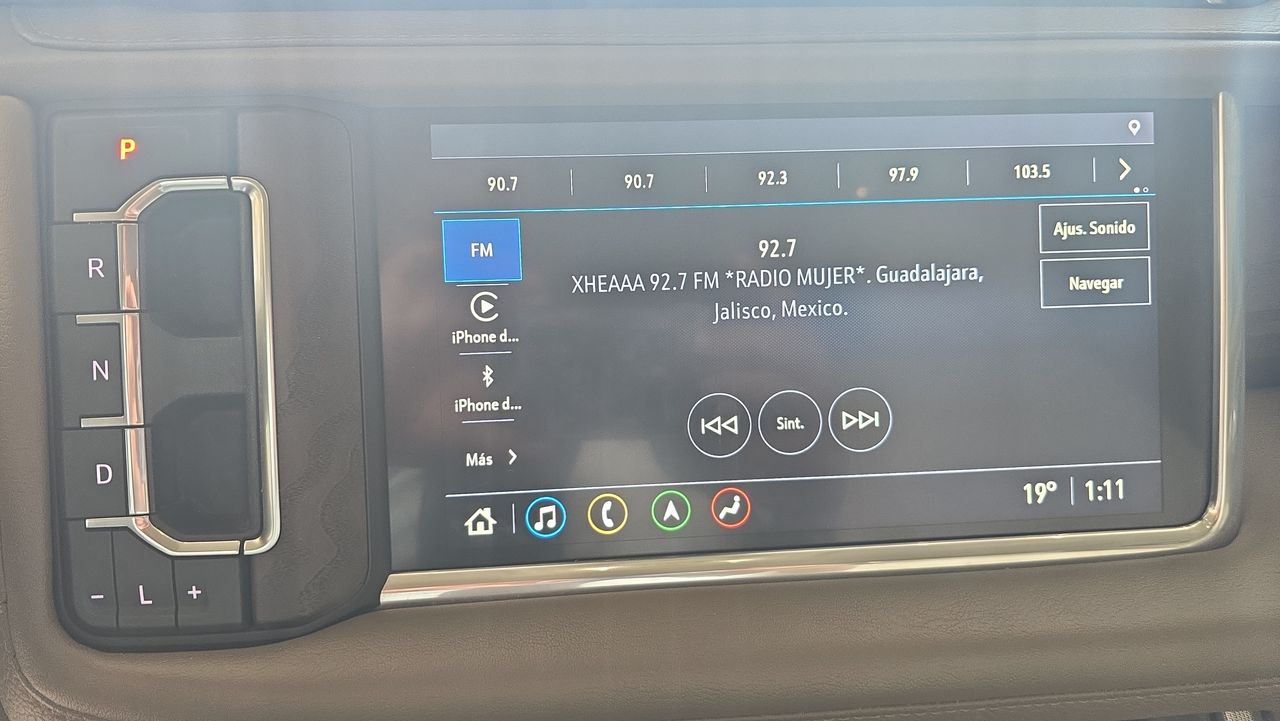 P
R
N
D
− L +
90.7 90.7 92.3 97.9 103.5
FM
iPhone d...
iPhone d...
Más
92.7
XHEAAA 92.7 FM *RADIO MUJER*. Guadalajara,
Jalisco, Mexico.
Sint.
Ajus. Sonido
Navegar
19° 1:11